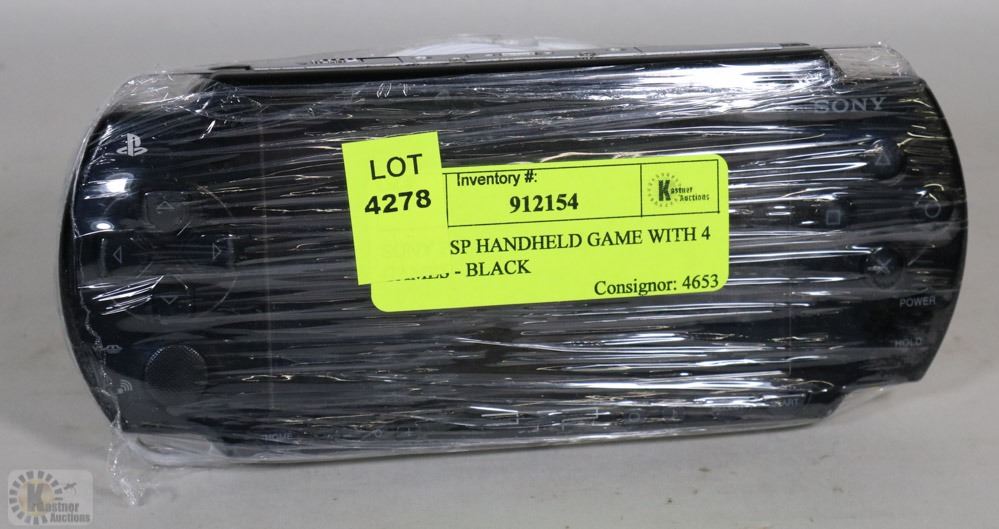 SONY
LOT
4278
Inventory #:
912154
Kastner
Auctions
SP HANDHELD GAME WITH 4
- BLACK
Consignor: 4653
POWER
HOLD
HOME
Kastner
Auctions